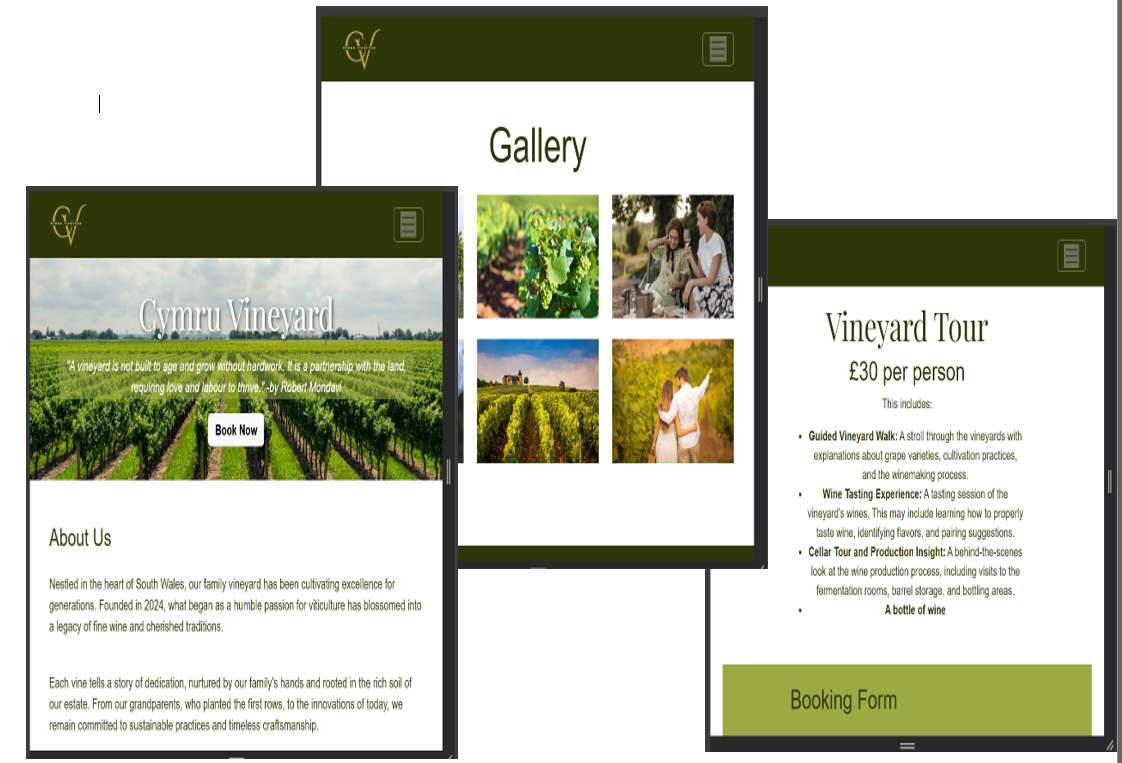 Gallery
Cymru Vineyard
"A vineyard is not built to age and grow without hardwork. It is a partnership with the land,
requiring love and labour to thrive." -by Robert Mondavi
Book Now
About Us
Nestled in the heart of South Wales, our family vineyard has been cultivating excellence for
generations. Founded in 2024, what began as a humble passion for viticulture has blossomed into
a legacy of fine wine and cherished traditions.
Each vine tells a story of dedication, nurtured by our family's hands and rooted in the rich soil of
our estate. From our grandparents, who planted the first rows, to the innovations of today, we
remain committed to sustainable practices and timeless craftsmanship.
Vineyard Tour
£30 per person
This includes:
• Guided Vineyard Walk: A stroll through the vineyards with
explanations about grape varieties, cultivation practices,
and the winemaking process.
• Wine Tasting Experience: A tasting session of the
vineyard's wines. This may include learning how to properly
taste wine, identifying flavors, and pairing suggestions.
• Cellar Tour and Production Insight: A behind-the-scenes
look at the wine production process, including visits to the
fermentation rooms, barrel storage, and bottling areas.
• A bottle of wine
Booking Form